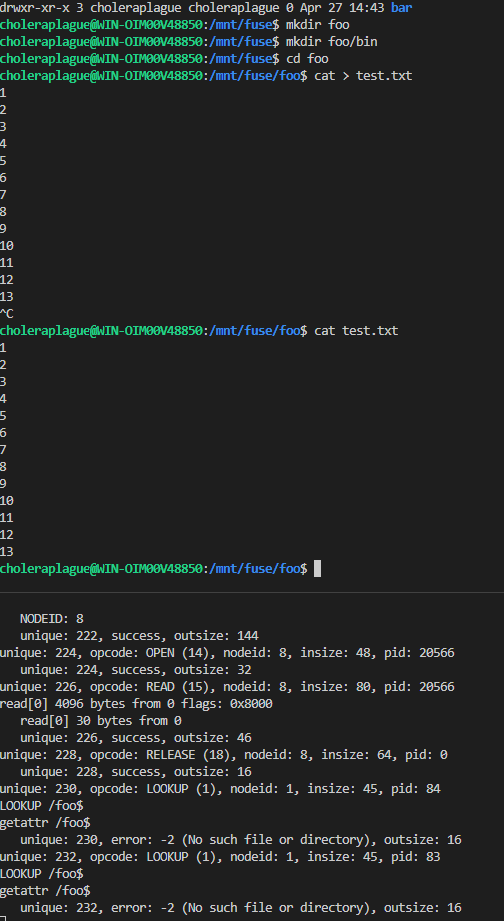 drwxr-xr-x 3 choleraplague choleraplague 0 Apr 27 14:43 bar
choleraplague@WIN-OIM00V48850:/mnt/fuse$ mkdir foo
choleraplague@WIN-OIM00V48850:/mnt/fuse$ mkdir foo/bin
choleraplague@WIN-OIM00V48850:/mnt/fuse$ cd foo
choleraplague@WIN-OIM00V48850:/mnt/fuse/foo$ cat > test.txt
1
2
3
4
5
6
7
8
9
10
11
12
13
^C
choleraplague@WIN-OIM00V48850:/mnt/fuse/foo$ cat test.txt
1
2
3
4
5
6
7
8
9
10
11
12
13
choleraplague@WIN-OIM00V48850:/mnt/fuse/foo$
NODEID: 8
unique: 222, success, outsize: 144
unique: 224, opcode: OPEN (14), nodeid: 8, insize: 48, pid: 20566
unique: 224, success, outsize: 32
unique: 226, opcode: READ (15), nodeid: 8, insize: 80, pid: 20566
read[0] 4096 bytes from 0 flags: 0x8000
read[0] 30 bytes from 0
unique: 226, success, outsize: 46
unique: 228, opcode: RELEASE (18), nodeid: 8, insize: 64, pid: 0
unique: 228, success, outsize: 16
unique: 230, opcode: LOOKUP (1), nodeid: 1, insize: 45, pid: 84
LOOKUP /foo$
getattr /foo$
unique: 230, error: -2 (No such file or directory), outsize: 16
unique: 232, opcode: LOOKUP (1), nodeid: 1, insize: 45, pid: 83
LOOKUP /foo$
getattr /foo$
unique: 232, error: -2 (No such file or directory), outsize: 16